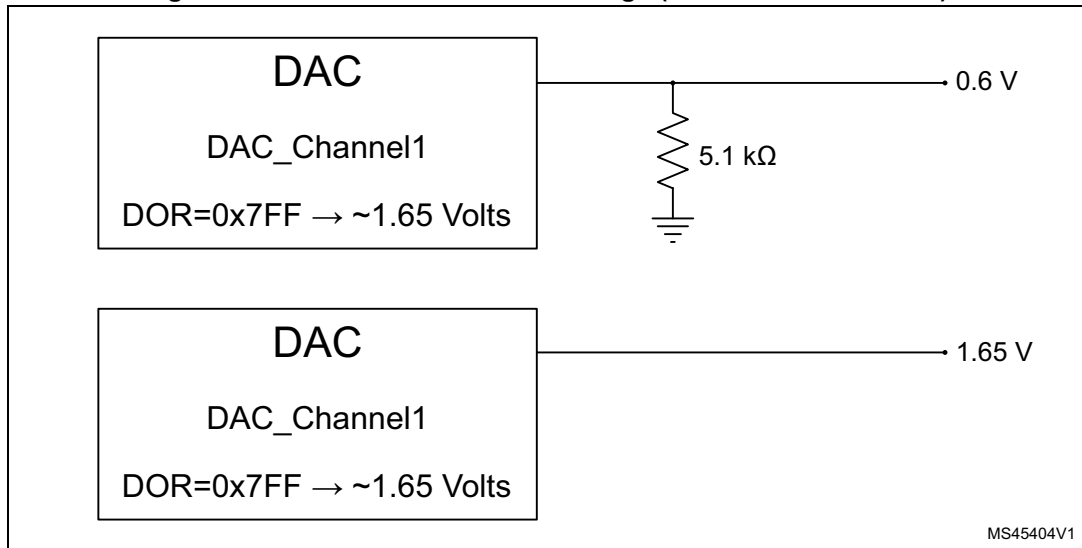 DAC
DAC_Channel1
DOR=0x7FF → ~1.65 Volts
0.6 V
5.1 kΩ
DAC
DAC_Channel1
DOR=0x7FF → ~1.65 Volts
1.65 V
MS45404V1